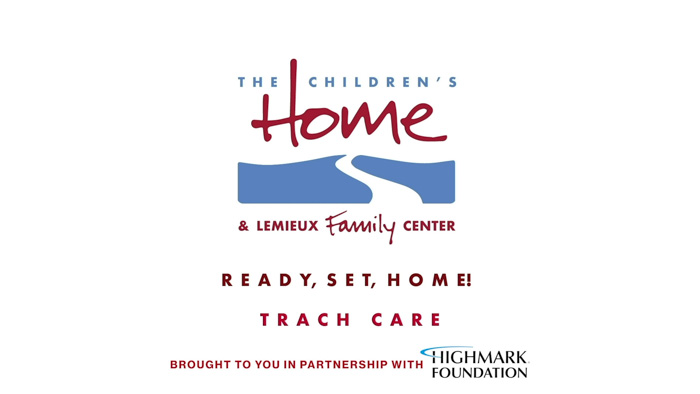 THE CHILDREN'S
Home
& LEMIEUX Family CENTER
READY, SET, HOME!
TRACH CARE
BROUGHT TO YOU IN PARTNERSHIP WITH HIGHMARK.
FOUNDATION